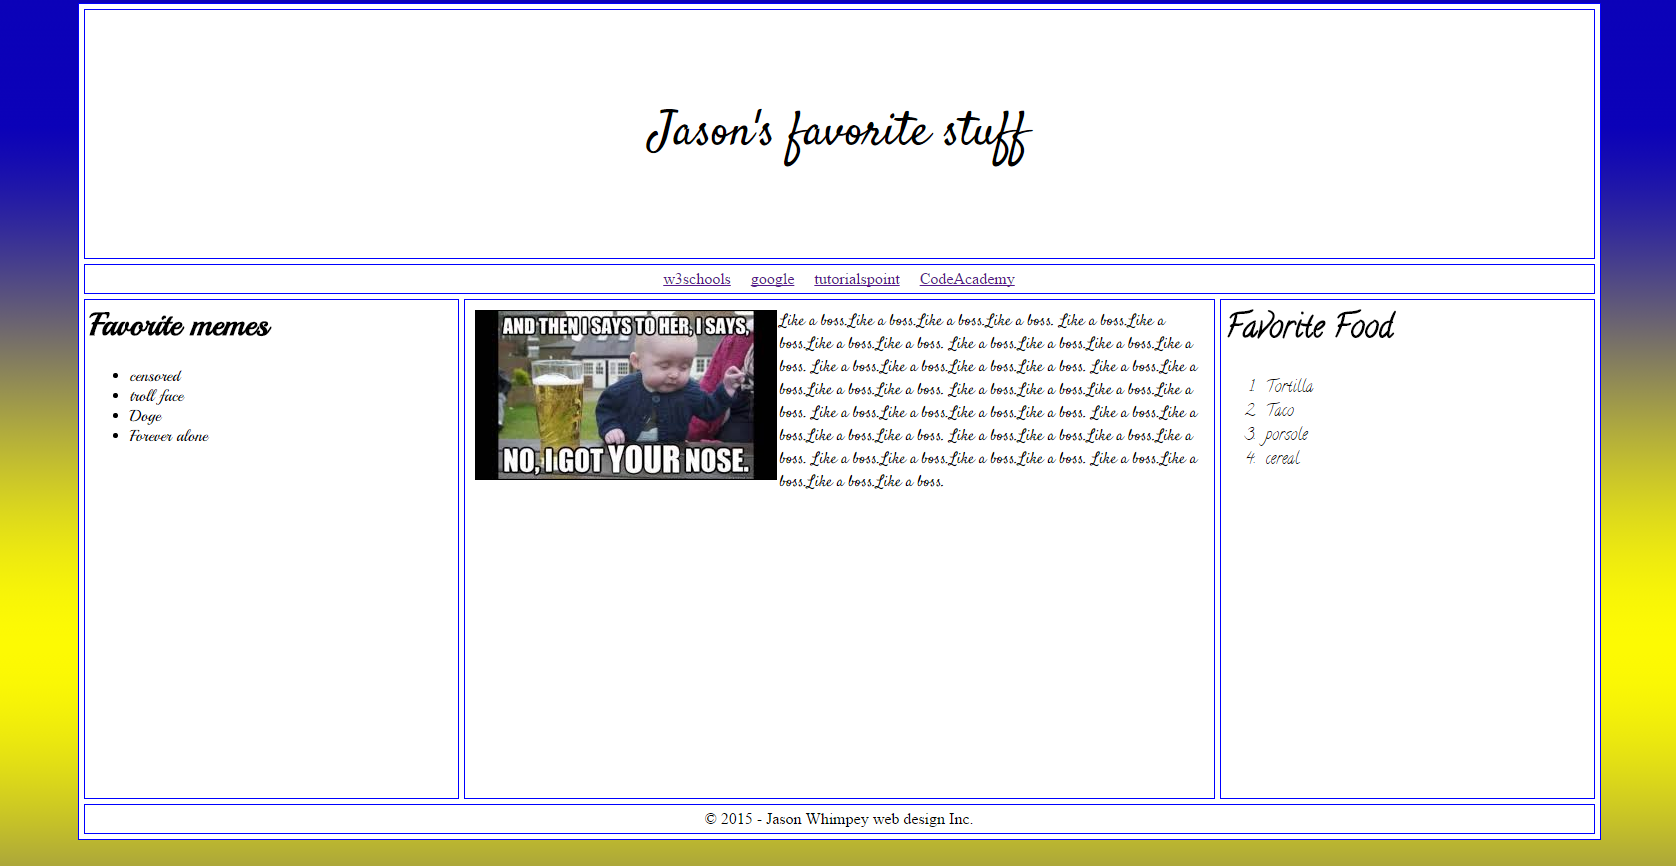 Jason's favorite stuff
w3schools google tutorialspoint CodeAcademy
Favorite memes
censored
troll face
Doge
Forever alone
AND THEN I SAYS TO HER, I SAYS,
NO, I GOT YOUR NOSE.
Like a boss.Like a boss.Like a boss.Like a boss. Like a boss.Like a
boss.Like a boss.Like a boss. Like a boss.Like a boss.Like a boss.Like a
boss. Like a boss.Like a boss.Like a boss.Like a boss. Like a boss.Like a
boss.Like a boss.Like a boss. Like a boss.Like a boss.Like a boss.Like a
boss. Like a boss.Like a boss.Like a boss.Like a boss. Like a boss.Like a
boss.Like a boss.Like a boss. Like a boss.Like a boss.Like a boss.Like a
boss. Like a boss.Like a boss.Like a boss.Like a boss. Like a boss.Like a
boss.Like a boss.Like a boss.
Favorite Food
1. Tortilla
2. Taco
3. porsole
4. cereal
© 2015 - Jason Whimpey web design Inc.